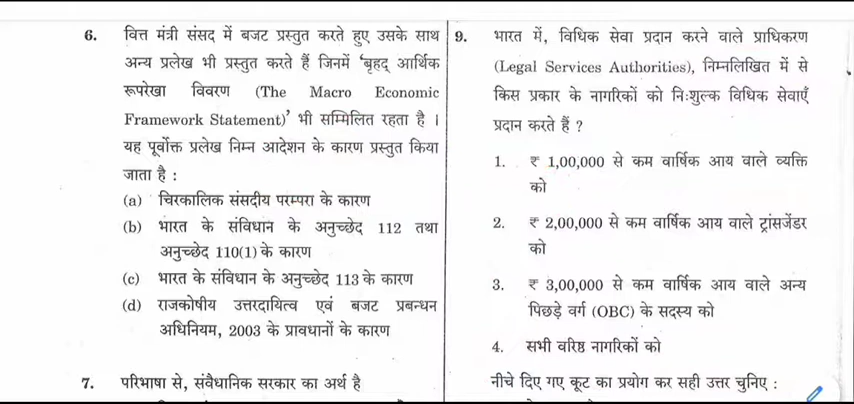 6. वित्त मंत्री संसद में बजट प्रस्तुत करते हुए उसके साथ
अन्य प्रलेख भी प्रस्तुत करते हैं जिनमें 'बृहद् आर्थिक
रूपरेखा विवरण (The Macro Economic
Framework Statement)' भी सम्मिलित रहता है ।
यह पूर्वोक्त प्रलेख निम्न आदेशन के कारण प्रस्तुत किया
जाता है :
(a) चिरकालिक संसदीय परम्परा के कारण
(b) भारत के संविधान के अनुच्छेद 112 तथा
अनुच्छेद 110(1) के कारण
(c) भारत के संविधान के अनुच्छेद 113 के कारण
(d) राजकोषीय उत्तरदायित्व एवं बजट प्रबन्धन
अधिनियम, 2003 के प्रावधानों के कारण
7. परिभाषा से, संवैधानिक सरकार का अर्थ है
9. भारत में, विधिक सेवा प्रदान करने वाले प्राधिकरण
(Legal Services Authorities), निम्नलिखित में से
किस प्रकार के नागरिकों को निःशुल्क विधिक सेवाएँ
प्रदान करते हैं ?
1. ₹ 1,00,000 से कम वार्षिक आय वाले व्यक्ति
को
2. ₹ 2,00,000 से कम वार्षिक आय वाले ट्रांसजेंडर
को
3. ₹ 3,00,000 से कम वार्षिक आय वाले अन्य
पिछड़े वर्ग (OBC) के सदस्य को
4. सभी वरिष्ठ नागरिकों को
नीचे दिए गए कूट का प्रयोग कर सही उत्तर चुनिए :